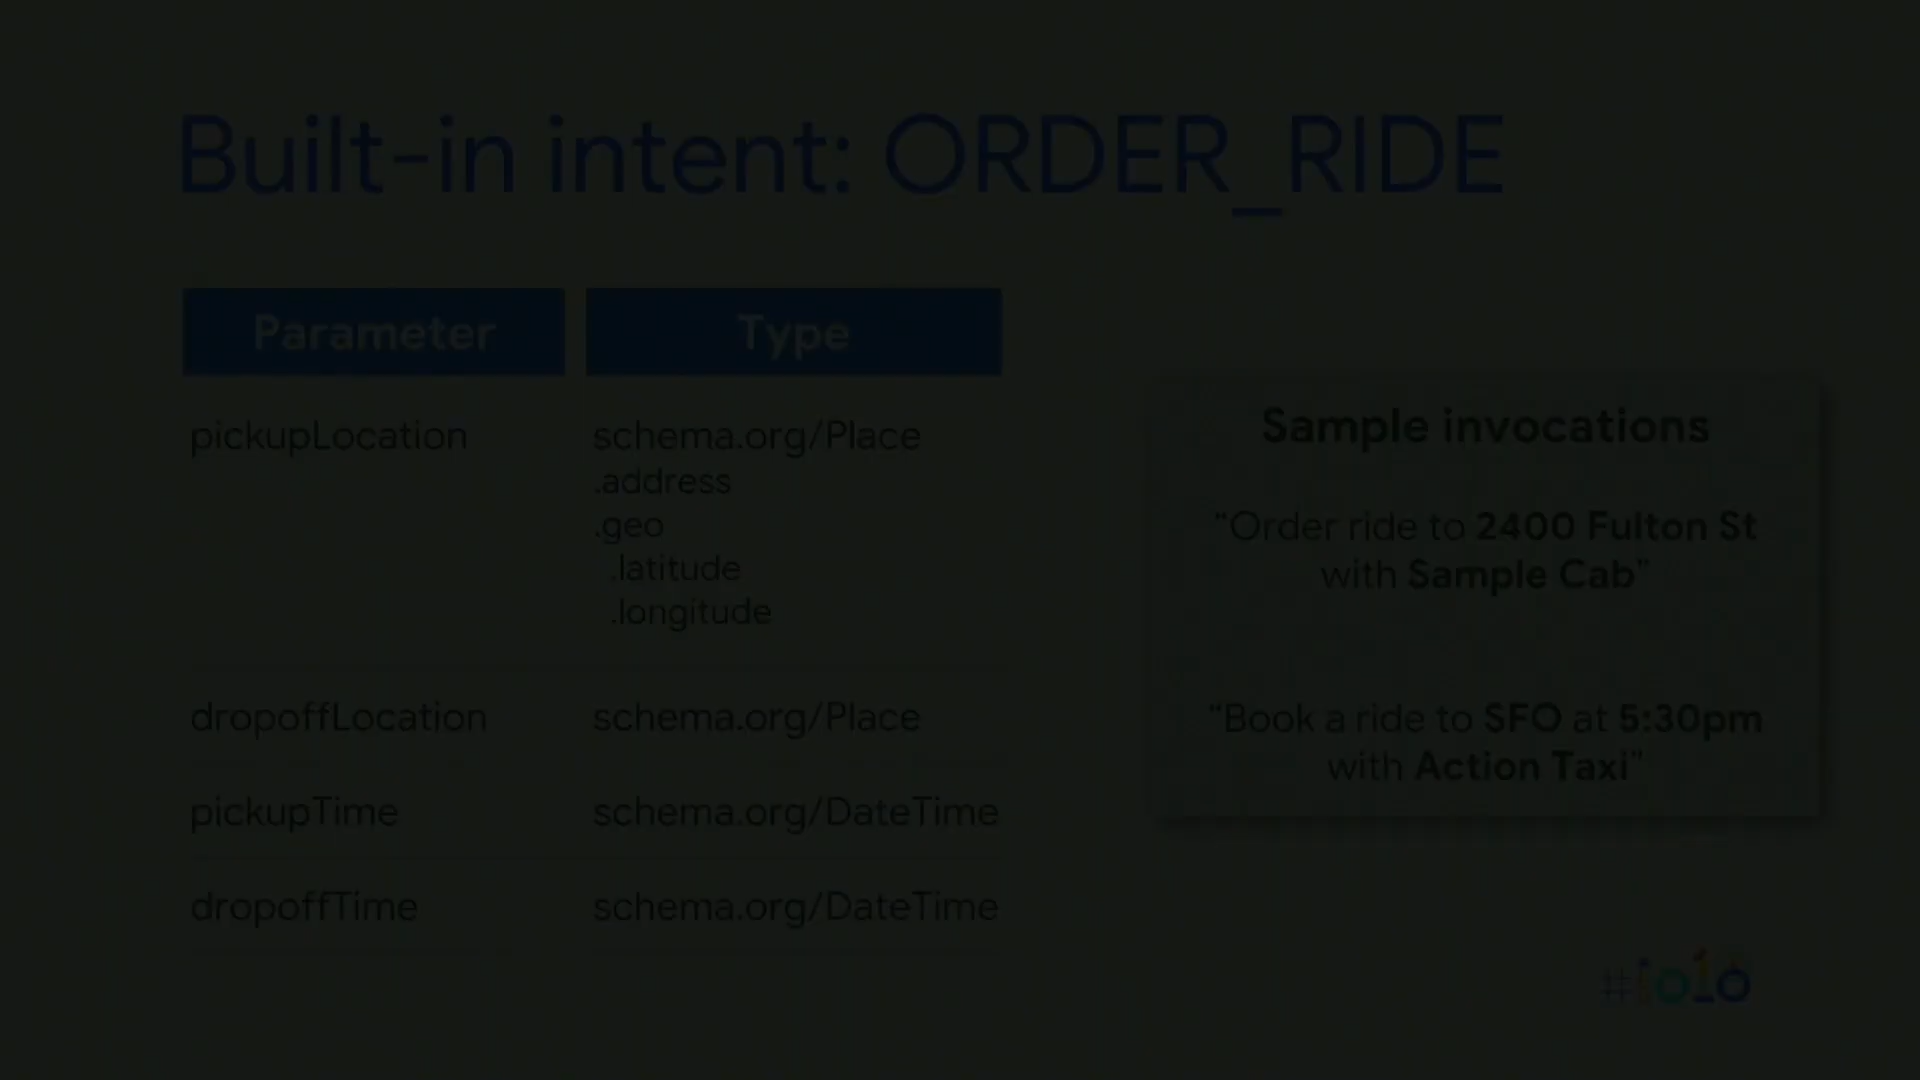 Built-in intent: ORDER_RIDE
Parameter Type
pickupLocation schema.org/Place
.address
.geo
.latitude
.longitude
dropoffLocation schema.org/Place
pickupTime schema.org/DateTime
dropoffTime schema.org/DateTime
Sample invocations
“Order ride to 2400 Fulton St
with Sample Cab”
“Book a ride to SFO at 5:30pm
with Action Taxi”
#io18